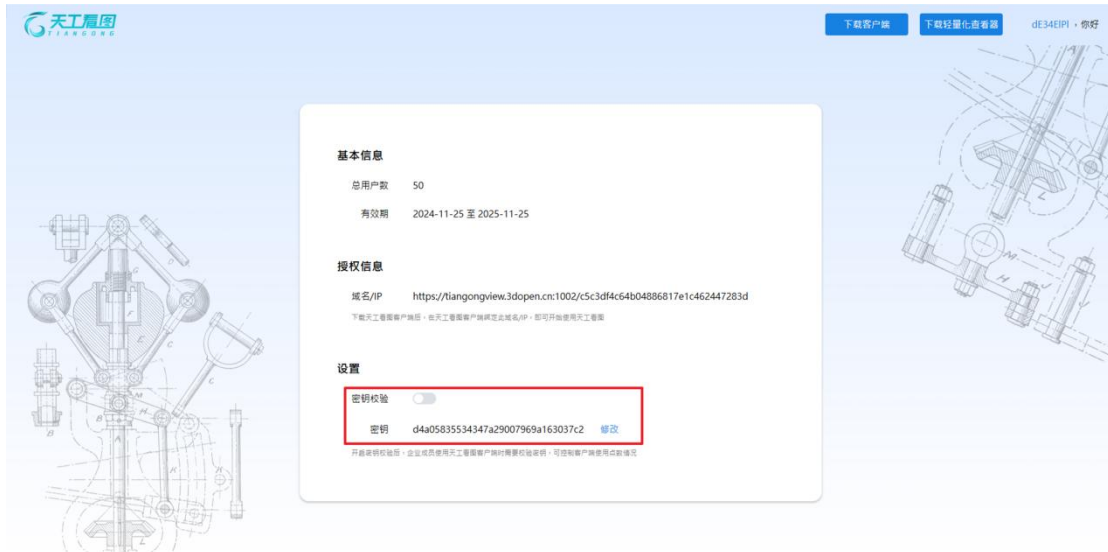 天工看图
TIANGONG
下载客户端
下载轻量化查看器
dE34EIPl，你好
基本信息
总用户数 50
有效期 2024-11-25 至 2025-11-25
授权信息
域名/IP https://tiangongview.3dopen.cn:1002/c5c3df4c64b04886817e1c462447283d
下载天工看图客户端后，在天工看图客户端绑定此域名/IP，即可开始使用天工看图
设置
密钥校验
密钥 d4a05835534347a29007969a163037c2 修改
开启密钥校验后，企业成员使用天工看图客户端时需要校验密钥，可控制客户端使用点数情况